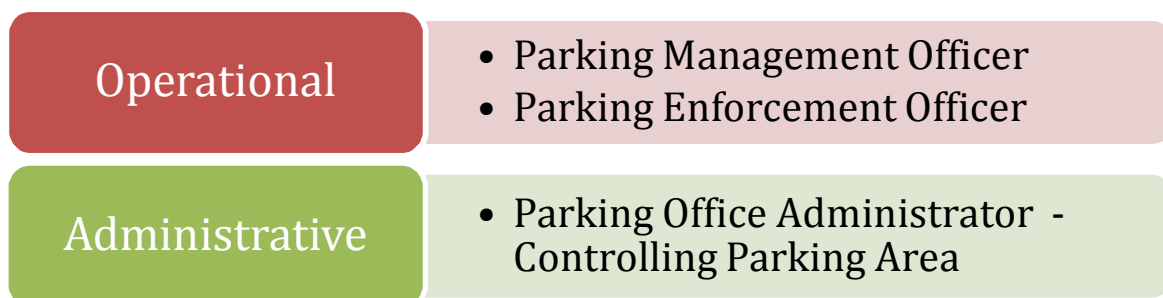 Operational
• Parking Management Officer
• Parking Enforcement Officer
Administrative
• Parking Office Administrator -
Controlling Parking Area